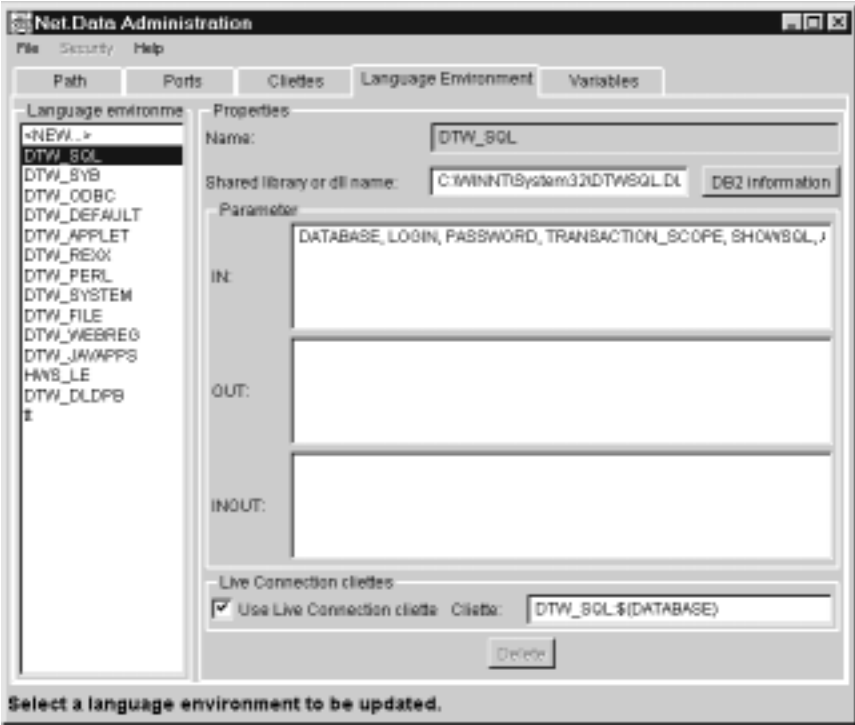 Net.Data Administration
File Security Help
Path Ports Cliettes Language Environment Variables
Language environme
<NEW...>
DTW_SQL
DTW_SYB
DTW_ODBC
DTW_DEFAULT
DTW_APPLET
DTW_REXX
DTW_PERL
DTW_SYSTEM
DTW_FILE
DTW_WEBREG
DTW_JAVAPPS
HWS_LE
DTW_DLDPB
Properties
Name: DTW_SQL
Shared library or dll name: C:\WINNT\System32\DTWSQL.DL DB2 information
Parameter
IN: DATABASE, LOGIN, PASSWORD, TRANSACTION_SCOPE, SHOWSQL,
OUT:
INOUT:
Live Connection cliettes
Use Live Connection cliette Cliette: DTW_SQL:$(DATABASE)
Delete
Select a language environment to be updated.